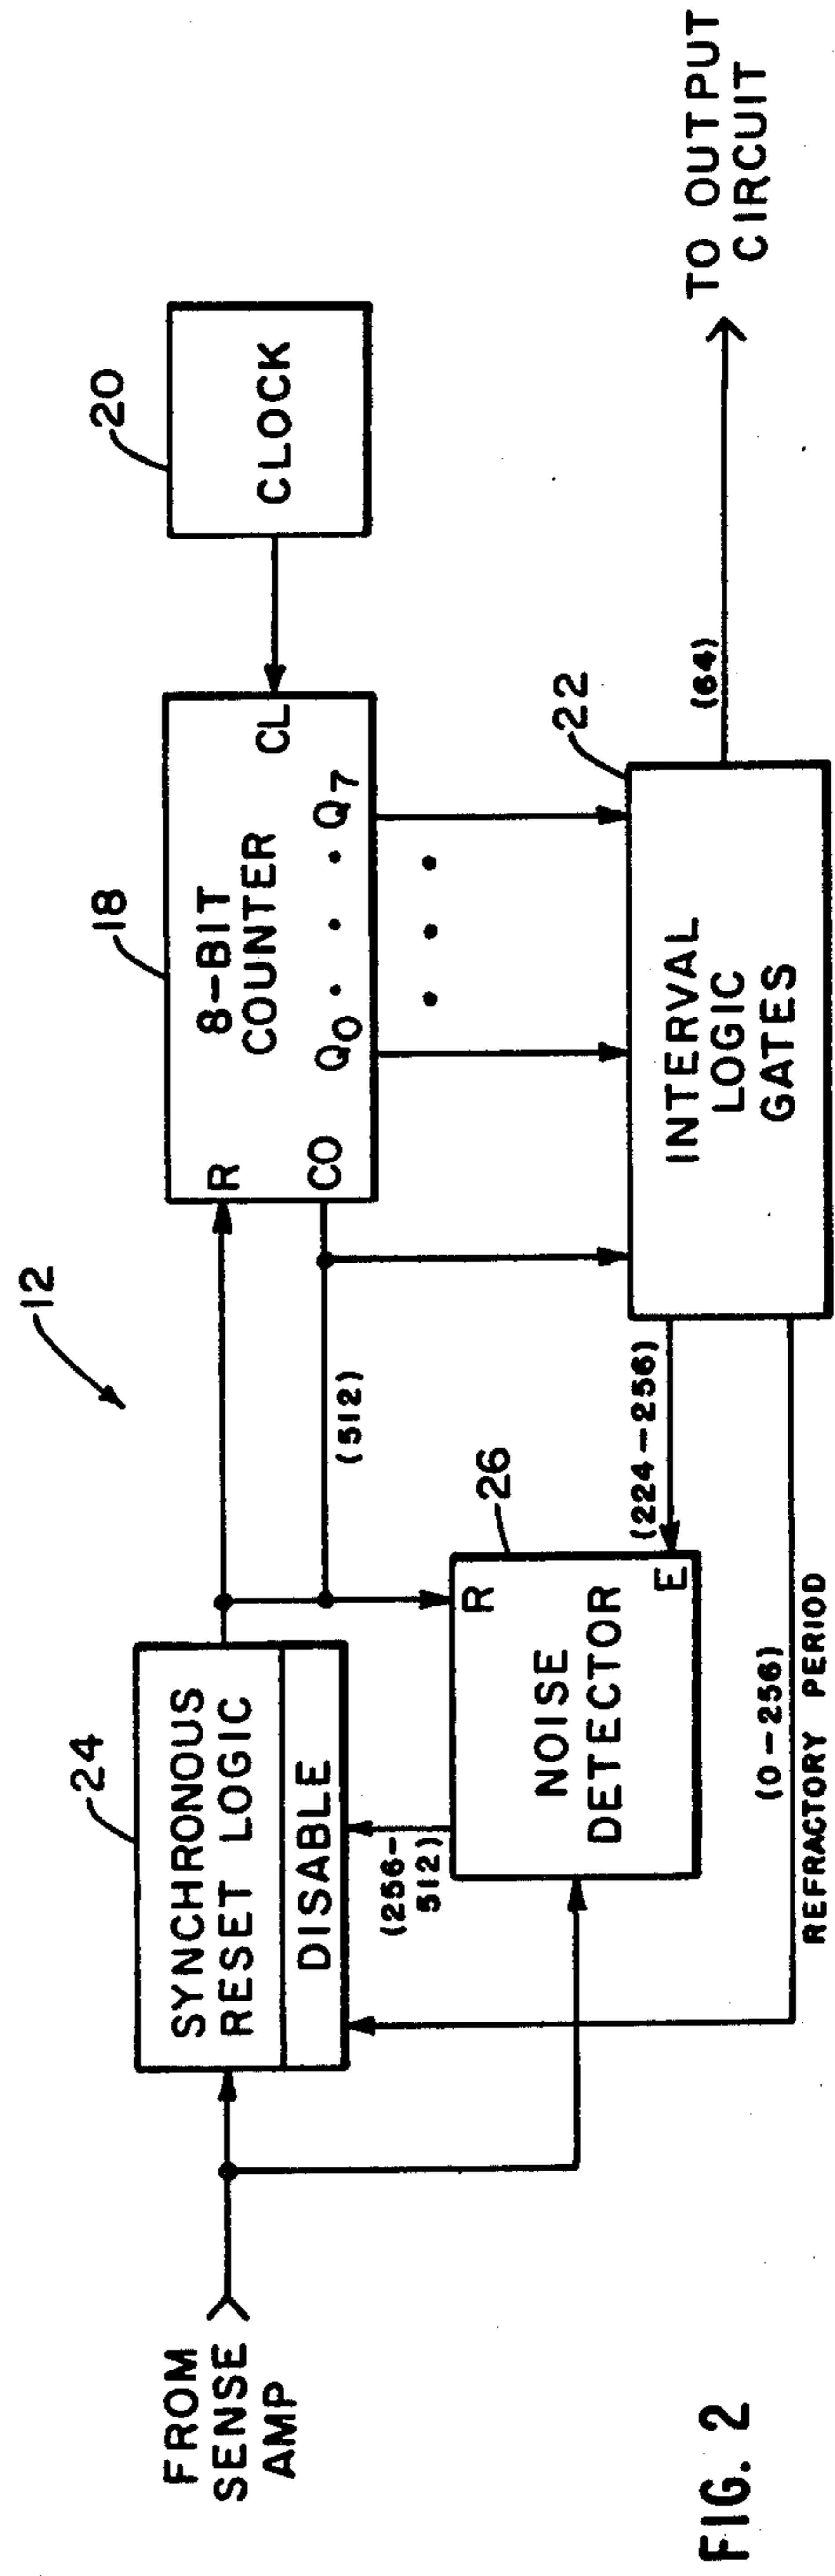 12
20
CLOCK
18
8-BIT
COUNTER
R
CL
CO
Q0 . . . Q7
. . .
24
SYNCHRONOUS
RESET LOGIC
DISABLE
FROM
SENSE
AMP
(512)
(256-
512)
26
R
NOISE
DETECTOR
E
(224-256)
22
INTERVAL
LOGIC
GATES
(64)
TO OUTPUT
CIRCUIT
(0-256)
REFRACTORY PERIOD
FIG. 2